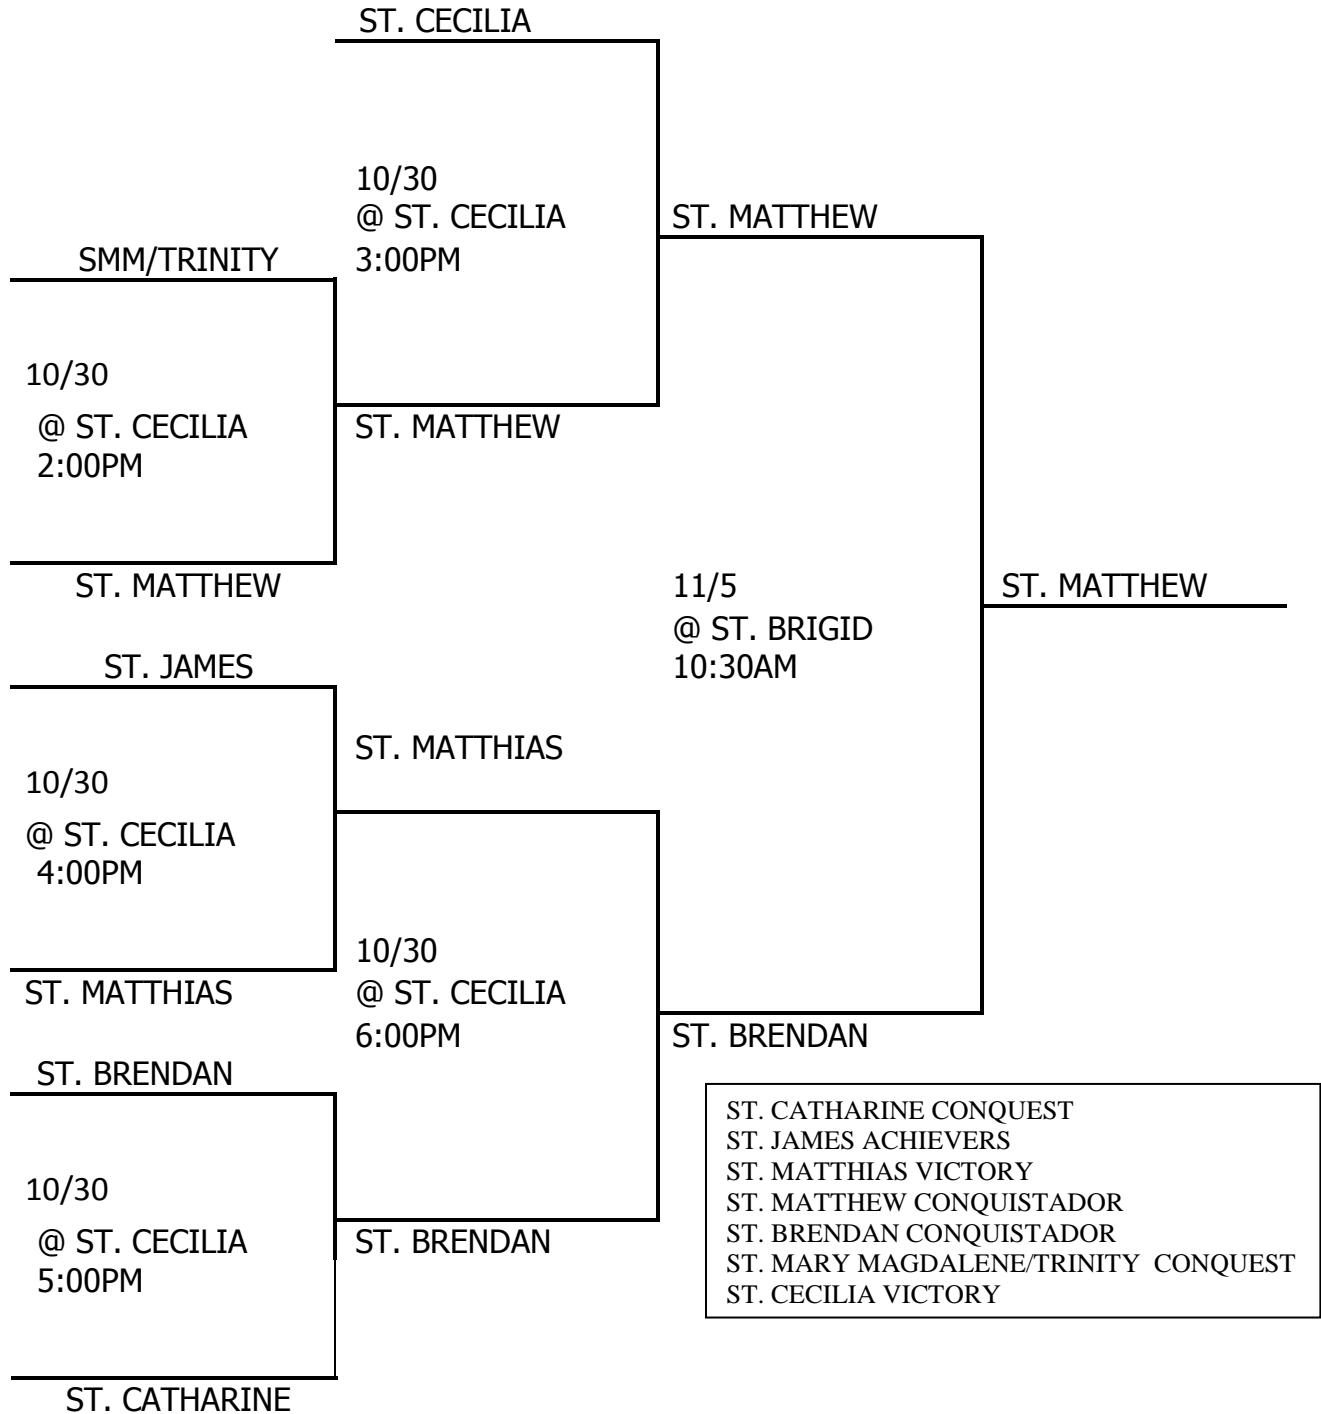 ST. CECILIA
10/30
@ ST. CECILIA
3:00PM
ST. MATTHEW
SMM/TRINITY
10/30
@ ST. CECILIA
2:00PM
ST. MATTHEW
ST. MATTHEW
11/5
@ ST. BRIGID
10:30AM
ST. MATTHEW
ST. JAMES
ST. MATTHIAS
10/30
@ ST. CECILIA
4:00PM
ST. MATTHIAS
10/30
@ ST. CECILIA
6:00PM
ST. BRENDAN
ST. BRENDAN
10/30
@ ST. CECILIA
5:00PM
ST. BRENDAN
ST. CATHARINE
ST. CATHARINE CONQUEST
ST. JAMES ACHIEVERS
ST. MATTHIAS VICTORY
ST. MATTHEW CONQUISTADOR
ST. BRENDAN CONQUISTADOR
ST. MARY MAGDALENE/TRINITY  CONQUEST
ST. CECILIA VICTORY